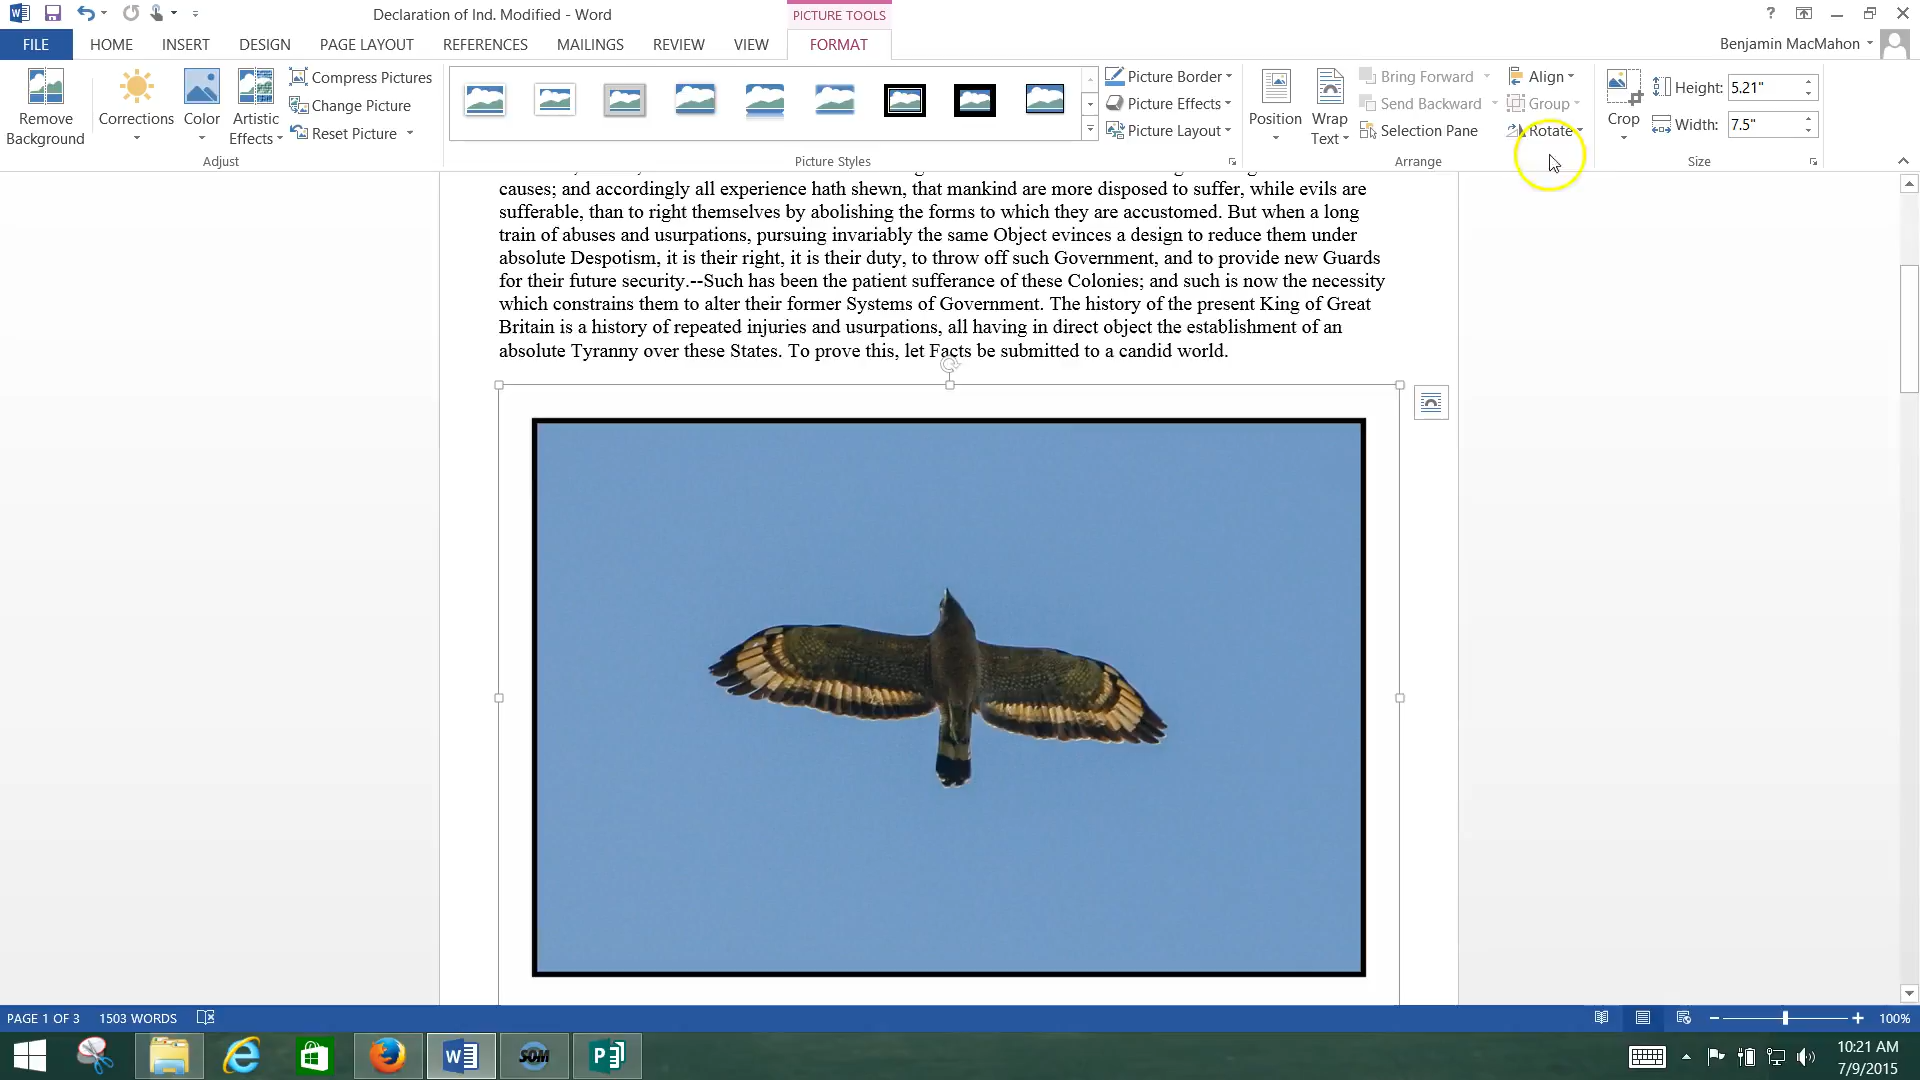 Declaration of Ind. Modified - Word
PICTURE TOOLS
?
FILE
HOME
INSERT
DESIGN
PAGE LAYOUT
REFERENCES
MAILINGS
REVIEW
VIEW
FORMAT
Benjamin MacMahon
Remove Background
Corrections
Color
Artistic Effects
Compress Pictures
Change Picture
Reset Picture
Adjust
Picture Styles
Picture Border
Picture Effects
Picture Layout
Position
Wrap Text
Bring Forward
Send Backward
Selection Pane
Align
Group
Rotate
Arrange
Crop
Height: 5.21"
Width: 7.5"
Size
causes; and accordingly all experience hath shewn, that mankind are more disposed to suffer, while evils are
sufferable, than to right themselves by abolishing the forms to which they are accustomed. But when a long
train of abuses and usurpations, pursuing invariably the same Object evinces a design to reduce them under
absolute Despotism, it is their right, it is their duty, to throw off such Government, and to provide new Guards
for their future security.--Such has been the patient sufferance of these Colonies; and such is now the necessity
which constrains them to alter their former Systems of Government. The history of the present King of Great
Britain is a history of repeated injuries and usurpations, all having in direct object the establishment of an
absolute Tyranny over these States. To prove this, let Facts be submitted to a candid world.
PAGE 1 OF 3 1503 WORDS
100%
SOM
10:21 AM
7/9/2015